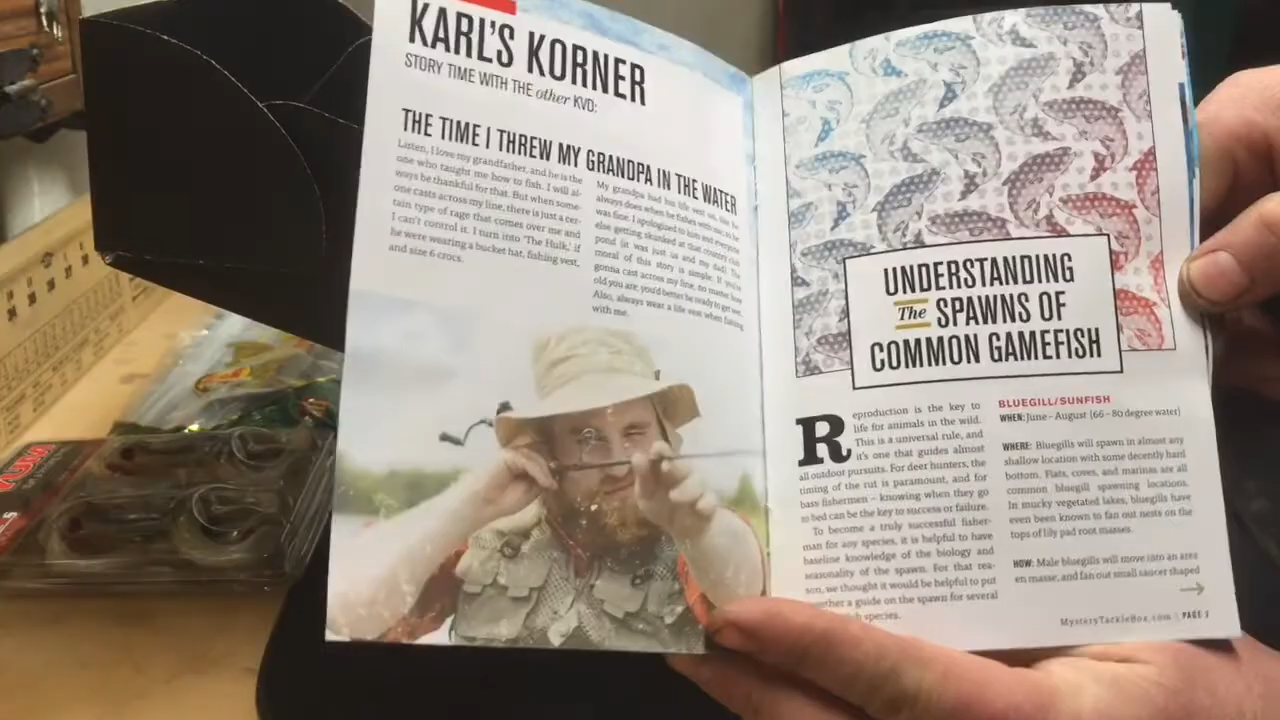 KARL'S KORNER
STORY TIME WITH THE other KVD:
THE TIME I THREW MY GRANDPA IN THE WATER
Listen, I love my grandfather, and he is the
one who taught me how to fish. I will al-
ways be thankful for that. But when some-
one casts across my line, there is just a cer-
tain type of rage that comes over me and
I can't control it. I turn into 'The Hulk,' if
he were wearing a bucket hat, fishing vest,
and size 6 crocs.
My grandpa had his life vest on, like he
always does when he fishes with me, so he
was fine. I apologized to him and everyone
else getting skunked at that country club
pond (it was just us and my dad). The
moral of this story is simple. If you're
gonna cast across my line, no matter how
old you are, you'd better be ready to get wet.
Also, always wear a life vest when fishing
with me.
UNDERSTANDING
The SPAWNS OF
COMMON GAMEFISH
Reproduction is the key to
life for animals in the wild.
This is a universal rule, and
it's one that guides almost
all outdoor pursuits. For deer hunters, the
timing of the rut is paramount, and for
bass fishermen – knowing when they go
to bed can be the key to success or failure.
To become a truly successful fisher-
man for any species, it is helpful to have
baseline knowledge of the biology and
seasonality of the spawn. For that rea-
son, we thought it would be helpful to put
a guide on the spawn for several
species.
BLUEGILL/SUNFISH
WHEN: June – August (66 – 80 degree water)
WHERE: Bluegills will spawn in almost any
shallow location with some decently hard
bottom. Flats, coves, and marinas are all
common bluegill spawning locations.
In mucky vegetated lakes, bluegills have
even been known to fan out nests on the
tops of lily pad root masses.
HOW: Male bluegills will move into an area
en masse, and fan out small saucer shaped
MysteryTackleBox.com | PAGE 3